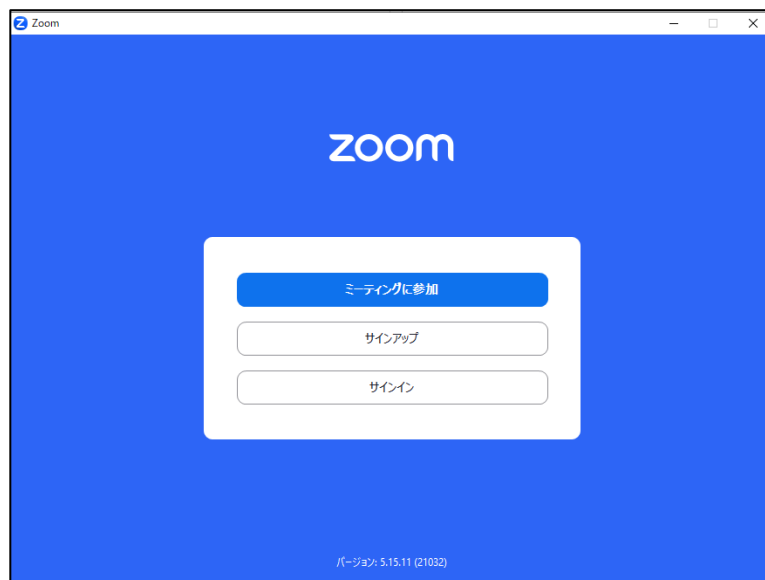 Zoom
zoom
ミーティングに参加
サインアップ
サインイン
バージョン: 5.15.11 (21032)